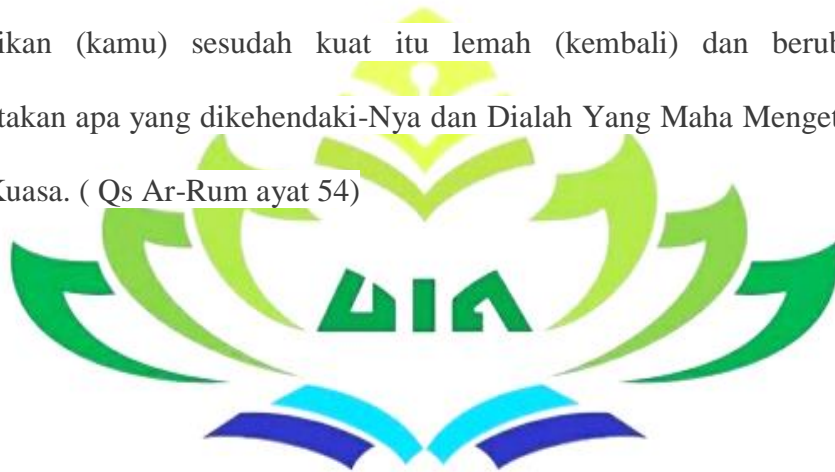 ikan (kamu) sesudah kuat itu lemah (kembali) dan berub
takan apa yang dikehendaki-Nya dan Dialah Yang Maha Menget
Kuasa. ( Qs Ar-Rum ayat 54)
UIN